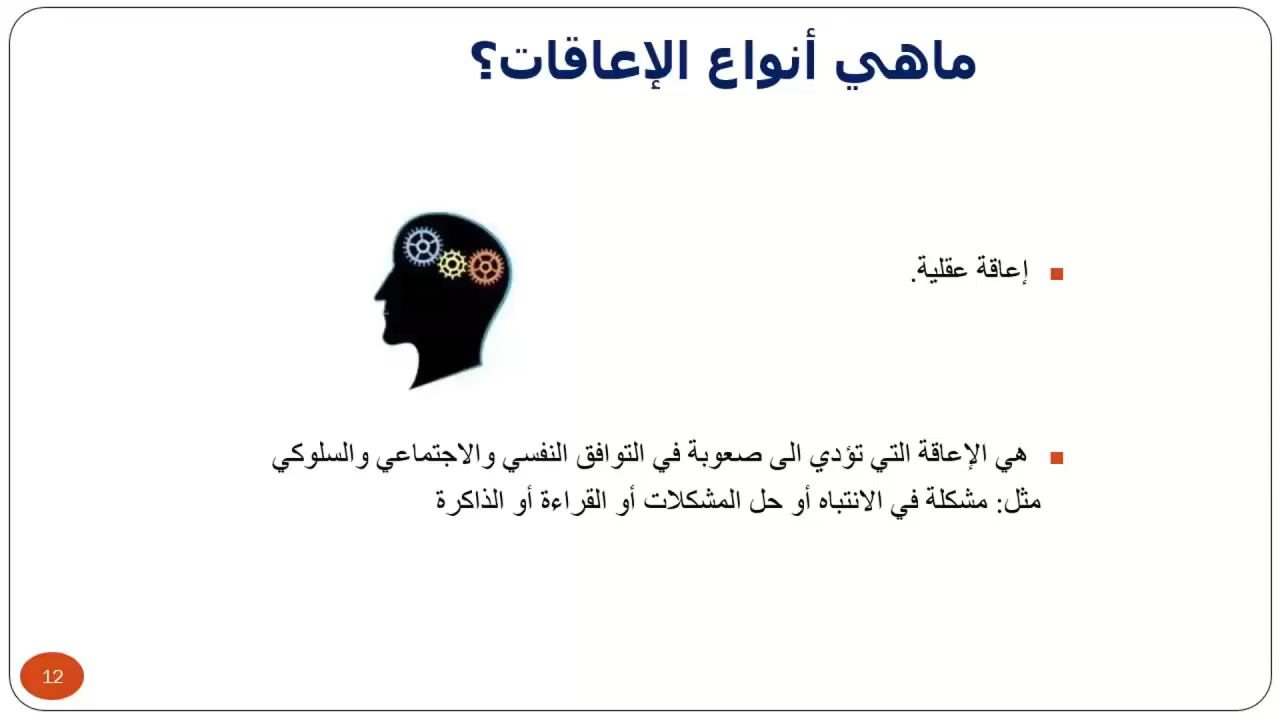 ماهي أنواع الإعاقات؟
إعاقة عقلية.
هي الإعاقة التي تؤدي الى صعوبة في التوافق النفسي والاجتماعي والسلوكي
مثل: مشكلة في الانتباه أو حل المشكلات أو القراءة أو الذاكرة
12